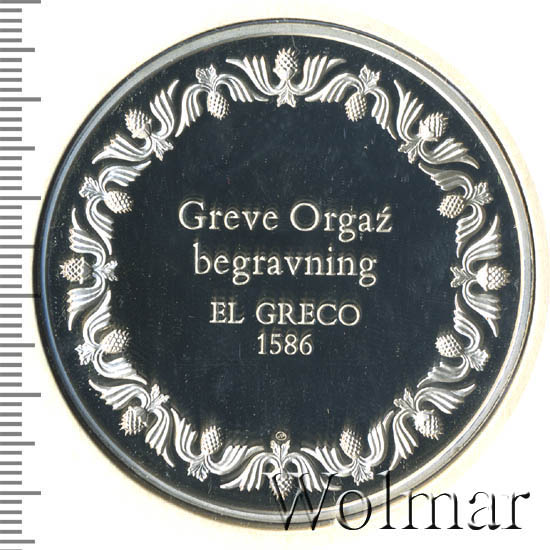 Greve Orgaź
begravning
EL GRECO
1586
Wolmar